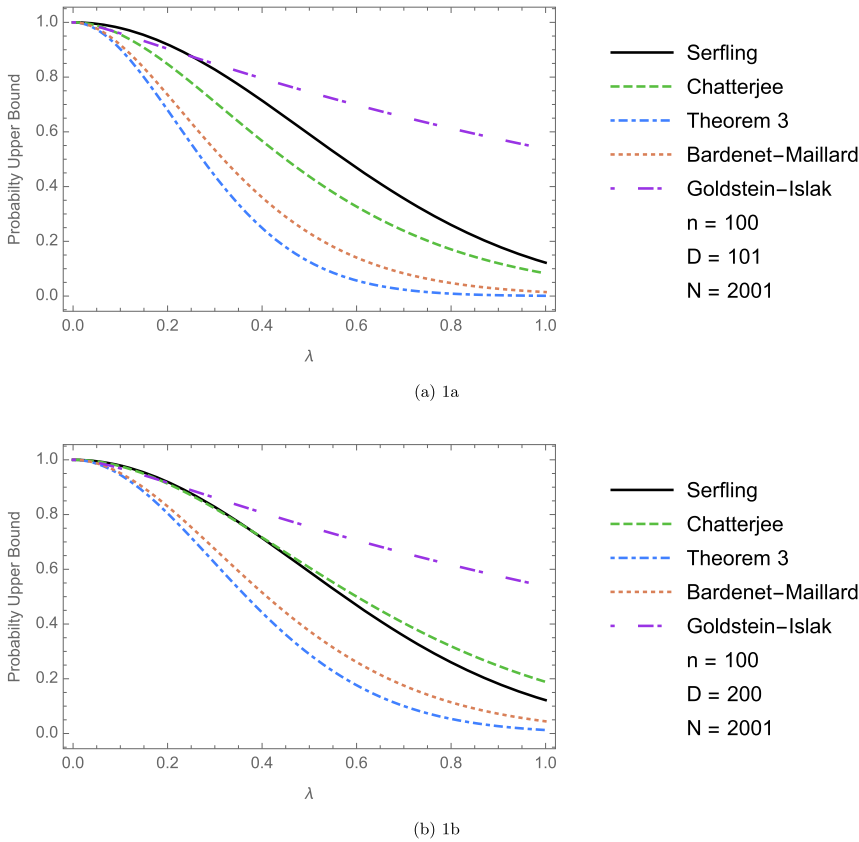 1.0
0.8
0.6
0.4
0.2
0.0
Probabilty Upper Bound
0.0 0.2 0.4 0.6 0.8 1.0
λ
Serfling
Chatterjee
Theorem 3
Bardenet−Maillard
Goldstein−Islak
n = 100
D = 101
N = 2001
(a) 1a
1.0
0.8
0.6
0.4
0.2
0.0
Probabilty Upper Bound
0.0 0.2 0.4 0.6 0.8 1.0
λ
Serfling
Chatterjee
Theorem 3
Bardenet−Maillard
Goldstein−Islak
n = 100
D = 200
N = 2001
(b) 1b